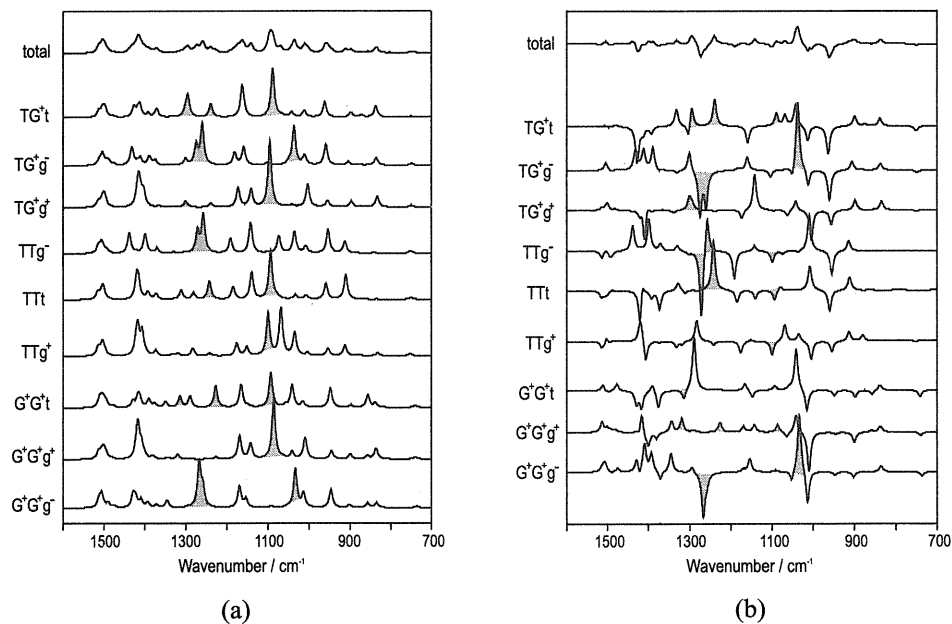 total
TG⁺t
TG⁺g⁻
TG⁺g⁺
TTg⁻
TTt
TTg⁺
G⁺G⁺t
G⁺G⁺g⁺
G⁺G⁺g⁻
1500 1300 1100 900 700
Wavenumber / cm⁻¹
(a)
total
TG⁺t
TG⁺g⁻
TG⁺g⁺
TTg⁻
TTt
TTg⁺
G⁺G⁺t
G⁺G⁺g⁺
G⁺G⁺g⁻
1500 1300 1100 900 700
Wavenumber / cm⁻¹
(b)